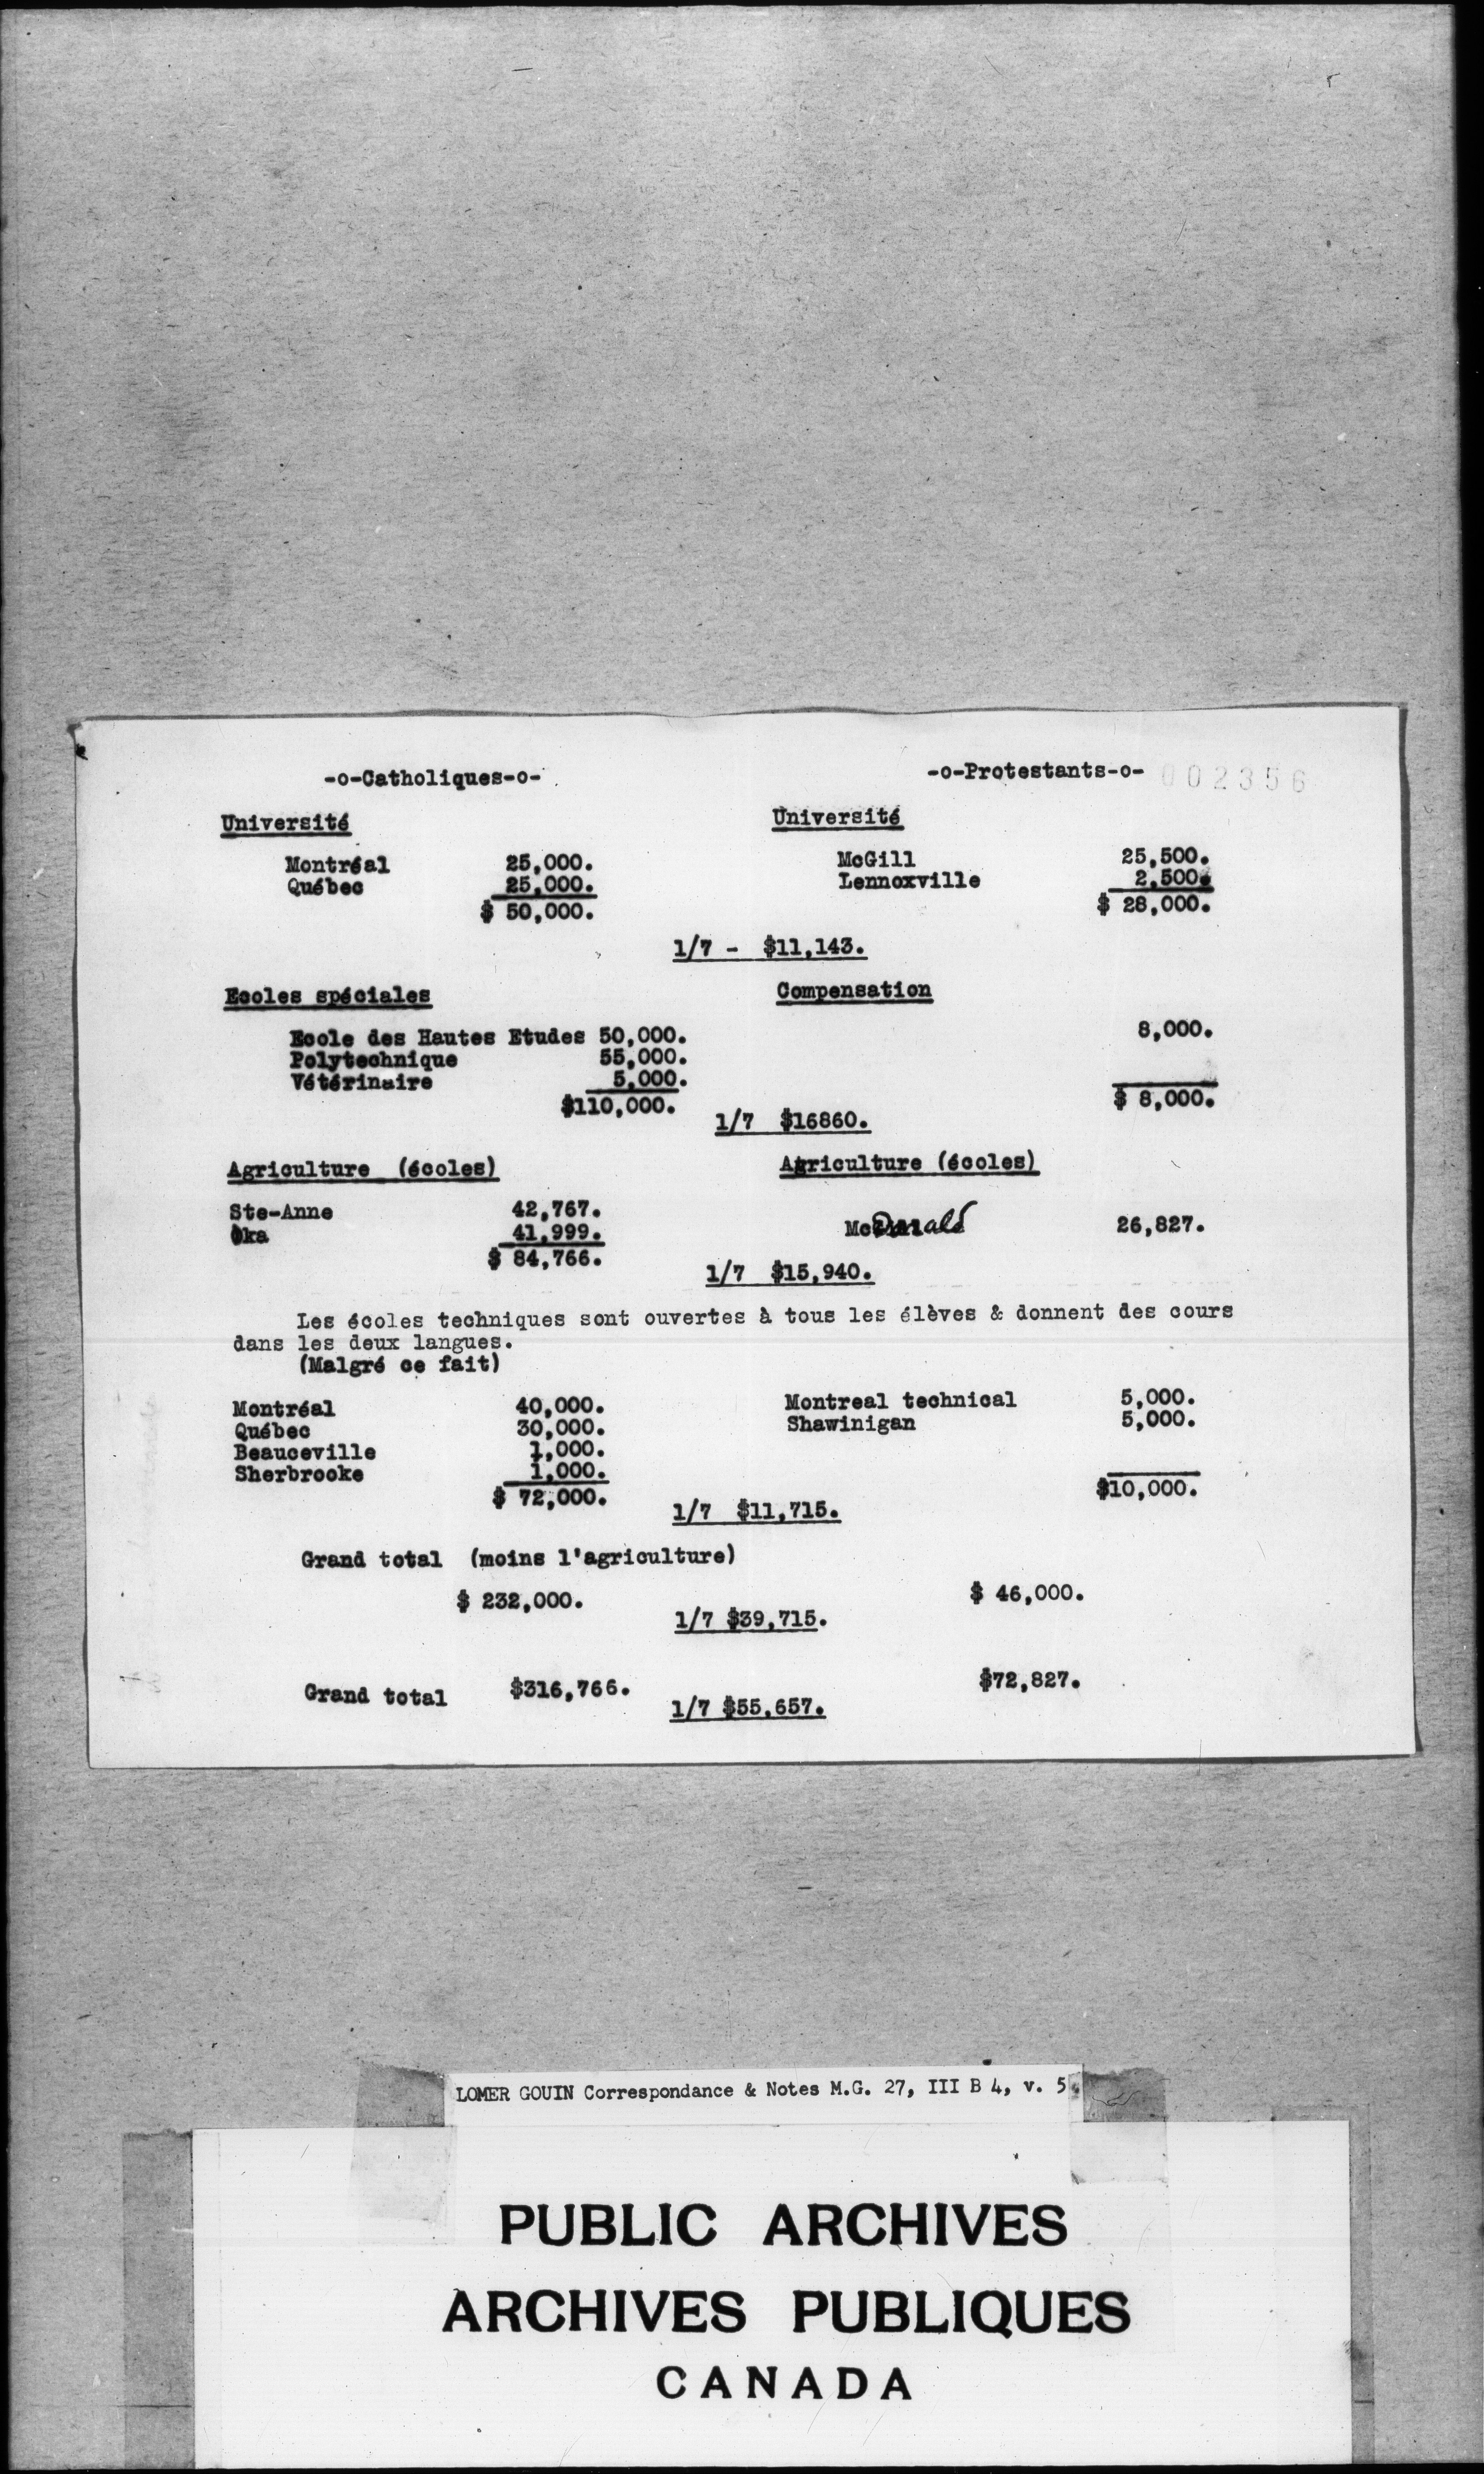 -o-Catholiques-o- -o-Protestants-o- 002356
Université Université
Montréal 25,000. McGill 25,500.
Québec 25,000. Lennoxville 2,500.
$ 50,000. $ 28,000.
1/7 - $11,143.
Ecoles spéciales Compensation
Ecole des Hautes Etudes 50,000. 8,000.
Polytechnique 55,000.
Vétérinaire 5,000.
$110,000. $ 8,000.
1/7 $16860.
Agriculture (écoles) Agriculture (écoles)
Ste-Anne 42,767.
Oka 41,999. McDonald 26,827.
$ 84,766.
1/7 $15,940.
Les écoles techniques sont ouvertes à tous les élèves & donnent des cours
dans les deux langues.
(Malgré ce fait)
Montréal 40,000. Montreal technical 5,000.
Québec 30,000. Shawinigan 5,000.
Beauceville 1,000.
Sherbrooke 1,000.
$ 72,000. $10,000.
1/7 $11,715.
Grand total (moins l'agriculture)
$ 232,000. $ 46,000.
1/7 $39,715.
Grand total $316,766. $72,827.
1/7 $55,657.
LOMER GOUIN Correspondance & Notes M.G. 27, III B 4, v. 5
PUBLIC ARCHIVES
ARCHIVES PUBLIQUES
CANADA